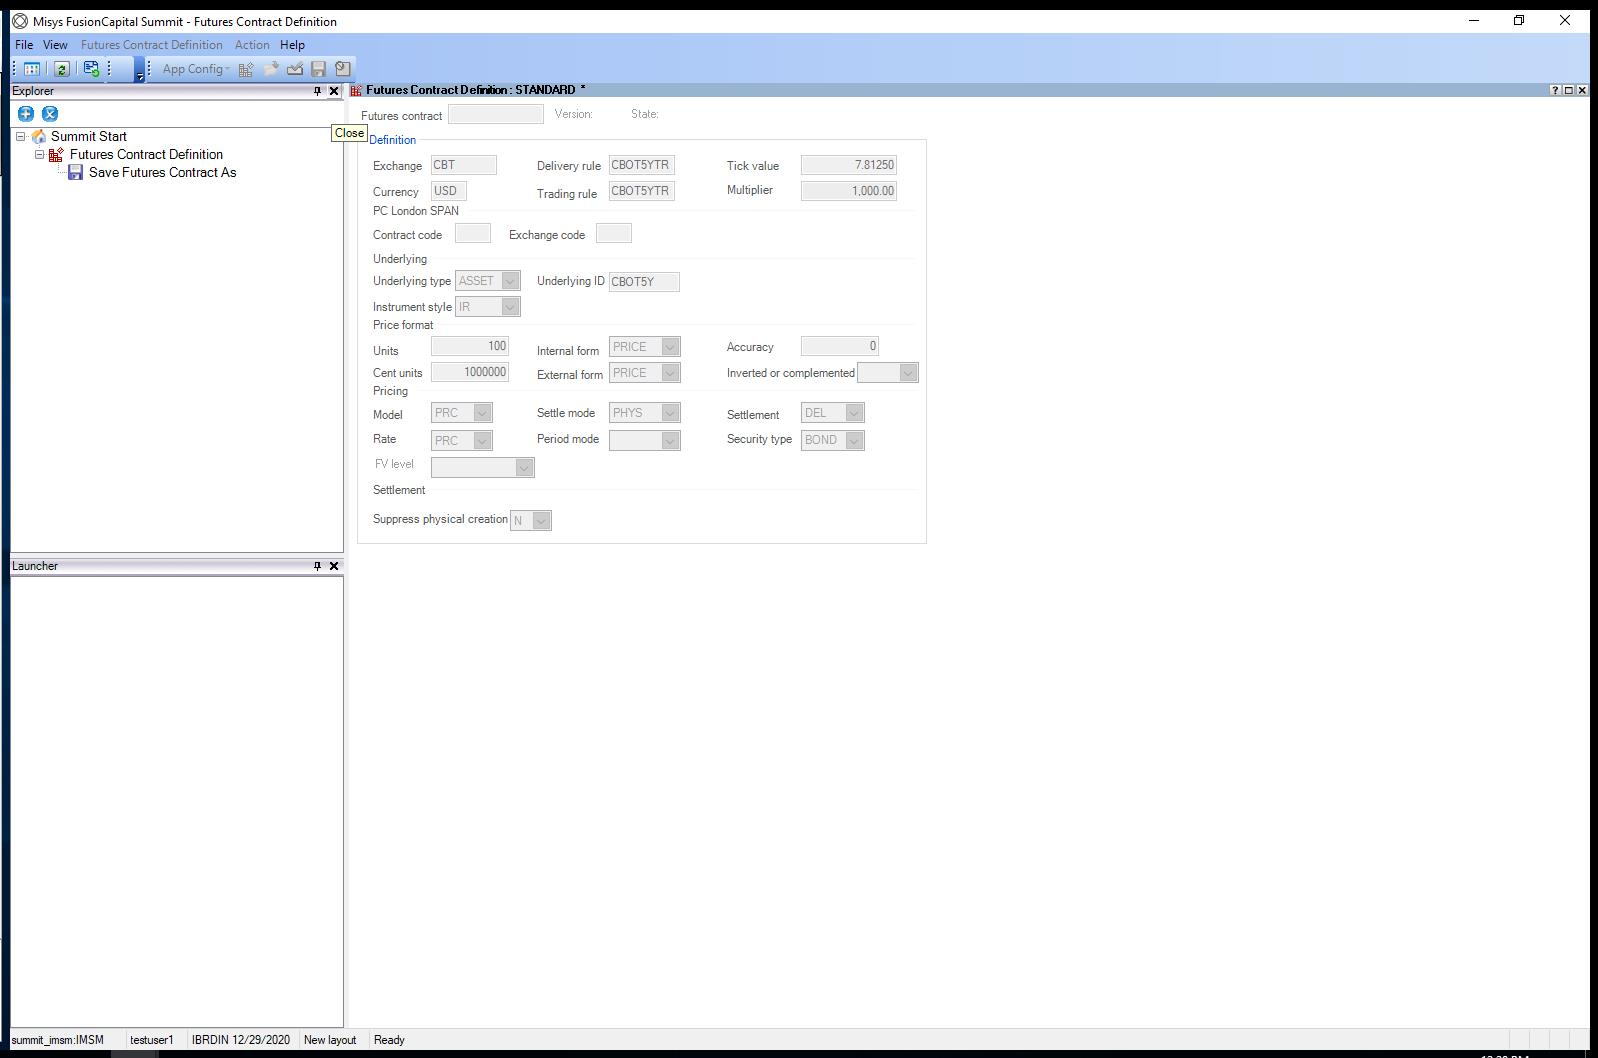 Misys FusionCapital Summit - Futures Contract Definition
File View Futures Contract Definition Action Help
App Config
Explorer
Futures Contract Definition : STANDARD *
?
Summit Start
Futures Contract Definition
Save Futures Contract As
Close
Futures contract Version: State:
Definition
Exchange CBT Delivery rule CBOT5YTR Tick value 7.81250
Currency USD Trading rule CBOT5YTR Multiplier 1,000.00
PC London SPAN
Contract code Exchange code
Underlying
Underlying type ASSET Underlying ID CBOT5Y
Instrument style IR
Price format
Units 100 Internal form PRICE Accuracy 0
Cent units 1000000 External form PRICE Inverted or complemented
Pricing
Model PRC Settle mode PHYS Settlement DEL
Rate PRC Period mode Security type BOND
FV level
Settlement
Suppress physical creation N
Launcher
summit_imsm:IMSM testuser1 IBRDIN 12/29/2020 New layout Ready